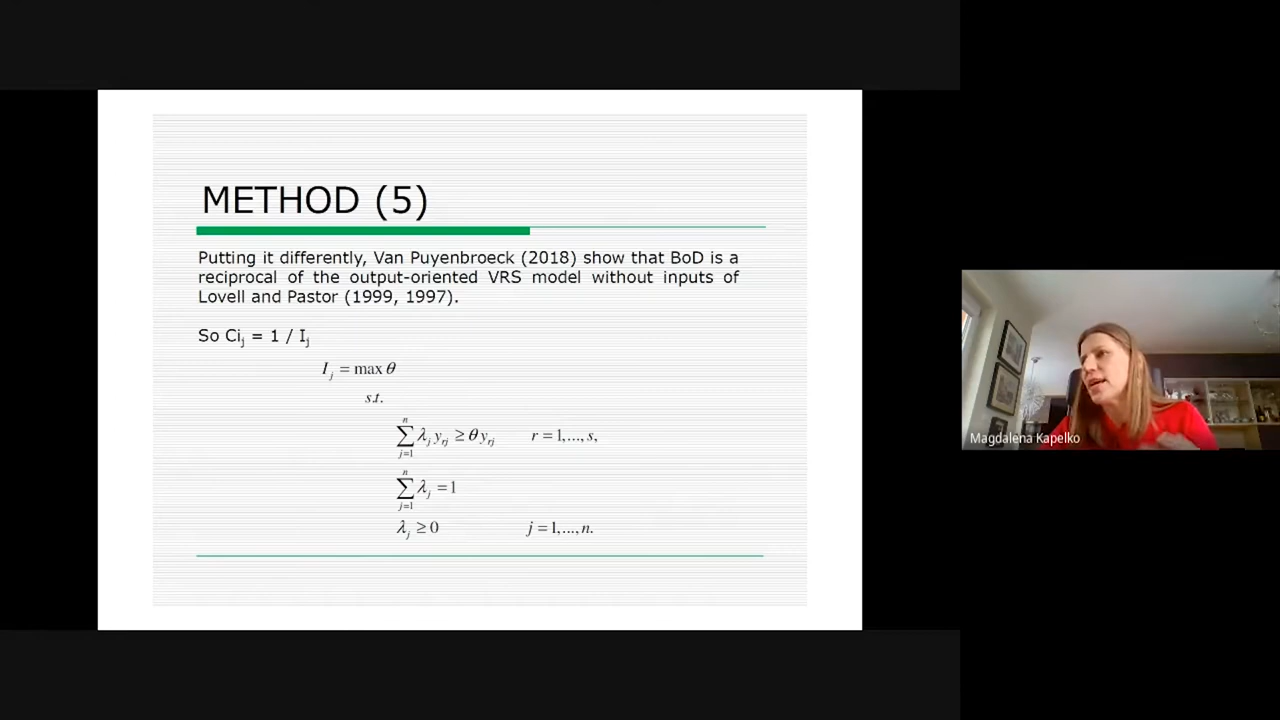 METHOD (5)
Putting it differently, Van Puyenbroeck (2018) show that BoD is a
reciprocal of the output-oriented VRS model without inputs of
Lovell and Pastor (1999, 1997).
So Ci_j = 1 / I_j
I_j = max θ
s.t.
∑_{j=1}^{n} λ_j y_{rj} ≥ θ y_{rj} r = 1,...,s,
∑_{j=1}^{n} λ_j = 1
λ_j ≥ 0 j = 1,...,n.
Magdalena Kapelko